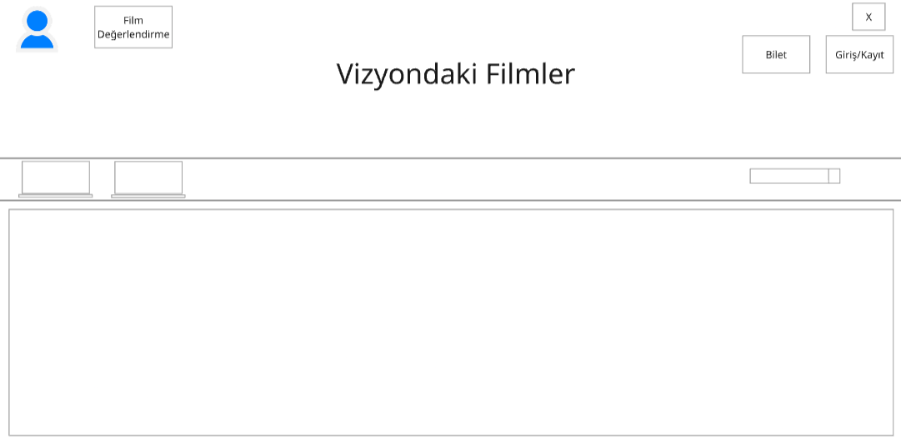 Film
Değerlendirme
X
Bilet
Giriş/Kayıt
Vizyondaki Filmler